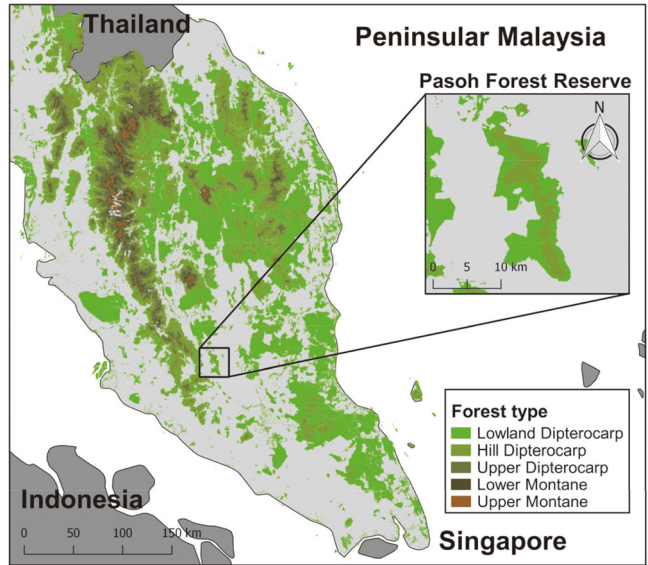 Thailand
Peninsular Malaysia
Pasoh Forest Reserve
N
0 5 10 km
Forest type
Lowland Dipterocarp
Hill Dipterocarp
Upper Dipterocarp
Lower Montane
Upper Montane
Indonesia
0 50 100 150 km
Singapore